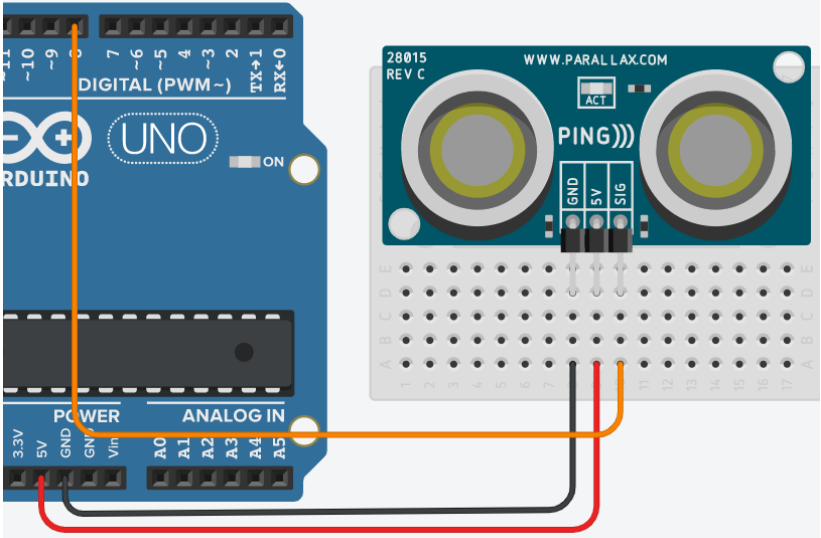 ~11 ~10 ~9 8 7 ~6 ~5 4 ~3 2 TX→1 RX←0
DIGITAL (PWM~)
UNO
ON
RDUINO
POWER
ANALOG IN
3.3V 5V GND GND Vin A0 A1 A2 A3 A4 A5
28015
REV C
WWW.PARALLAX.COM
ACT
PING)))
GND 5V SIG
E E
D D
C C
B B
A A
1 2 3 4 5 6 7 8 9 10 11 12 13 14 15 16 17